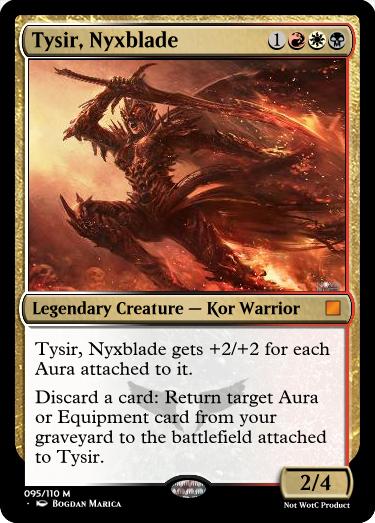 Tysir, Nyxblade 1
Legendary Creature — Kor Warrior
Tysir, Nyxblade gets +2/+2 for each
Aura attached to it.
Discard a card: Return target Aura
or Equipment card from your
graveyard to the battlefield attached
to Tysir.
2/4
095/110 M
· Bogdan Marica
Not WotC Product